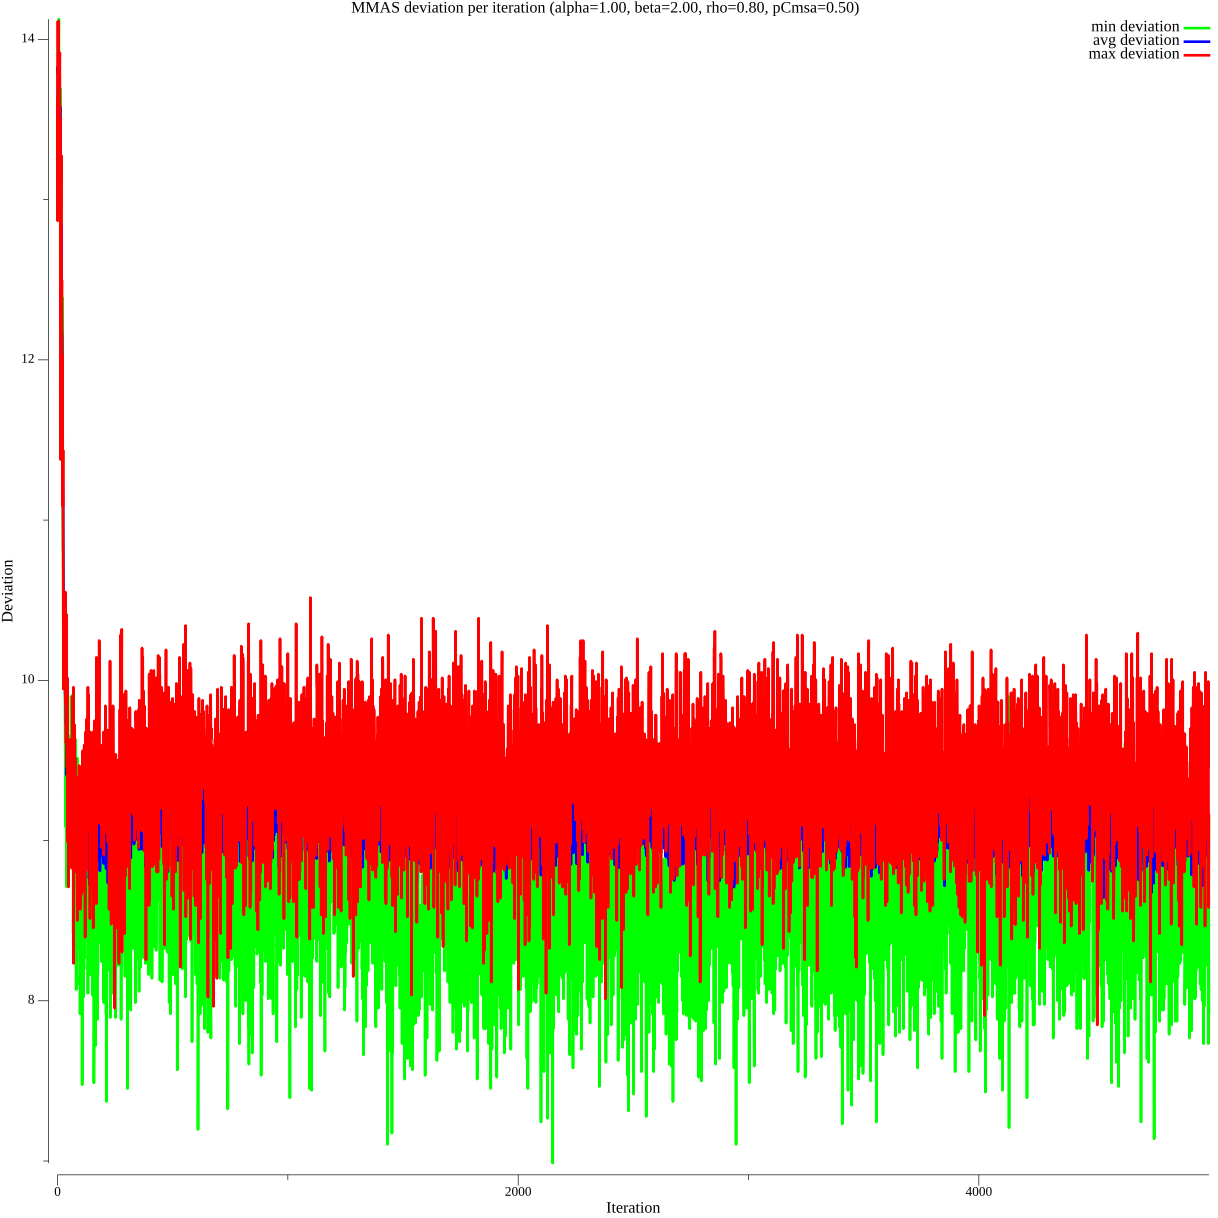 MMAS deviation per iteration (alpha=1.00, beta=2.00, rho=0.80, pCmsa=0.50)
min deviation
avg deviation
max deviation
14
12
10
8
Deviation
0
2000
4000
Iteration